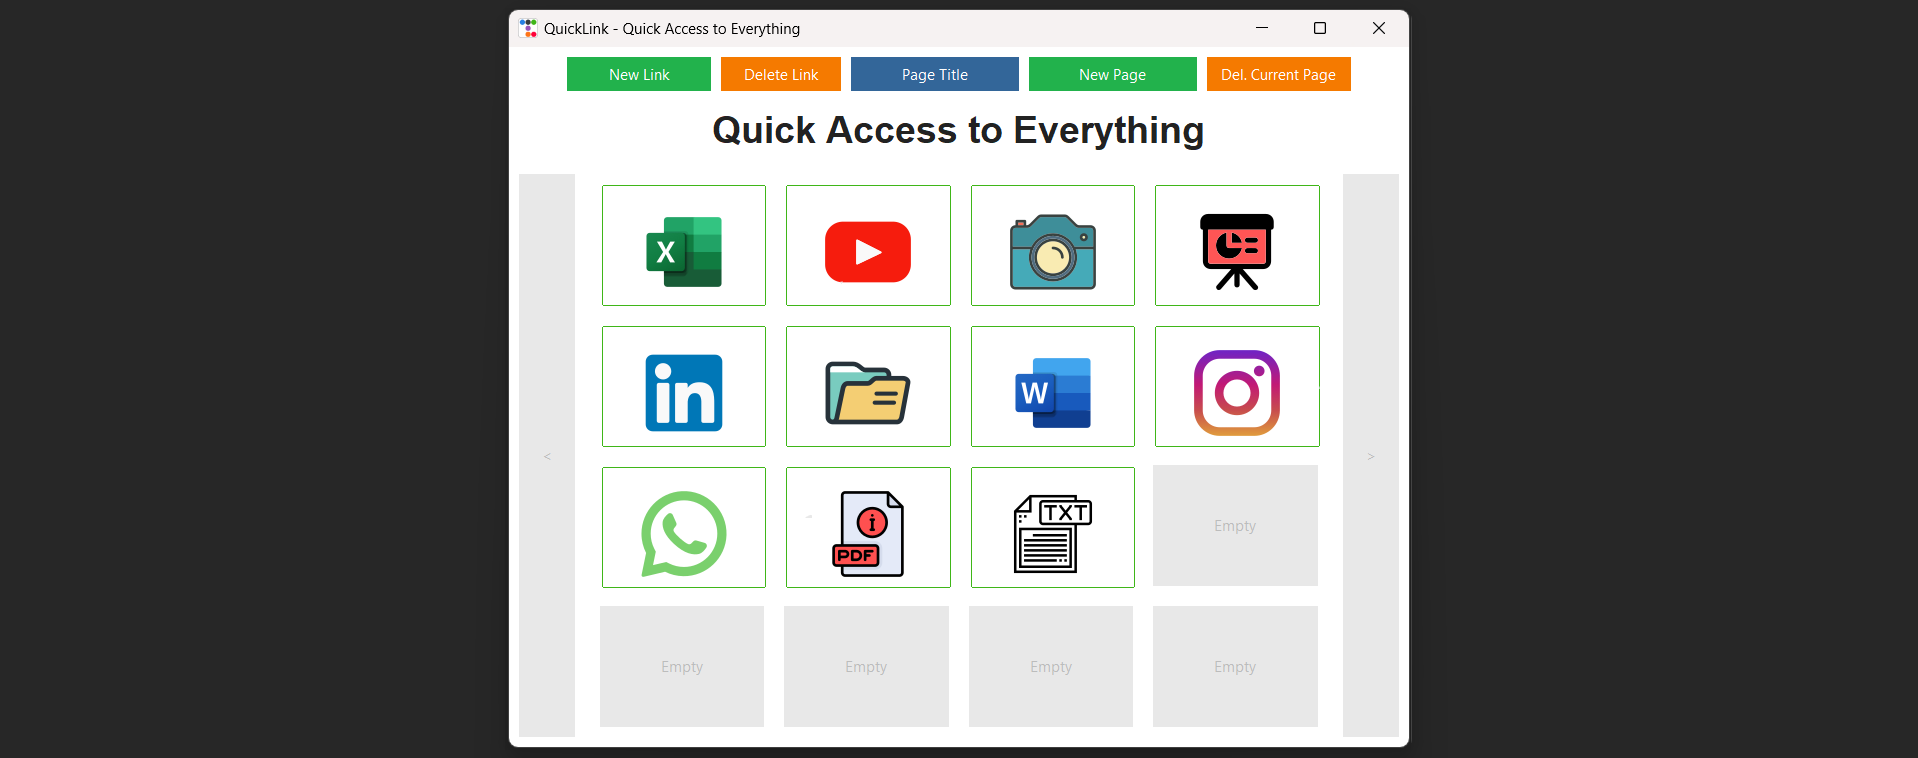 QuickLink - Quick Access to Everything
New Link
Delete Link
Page Title
New Page
Del. Current Page
Quick Access to Everything
X
in
W
i
PDF
TXT
<
>
Empty
Empty
Empty
Empty
Empty